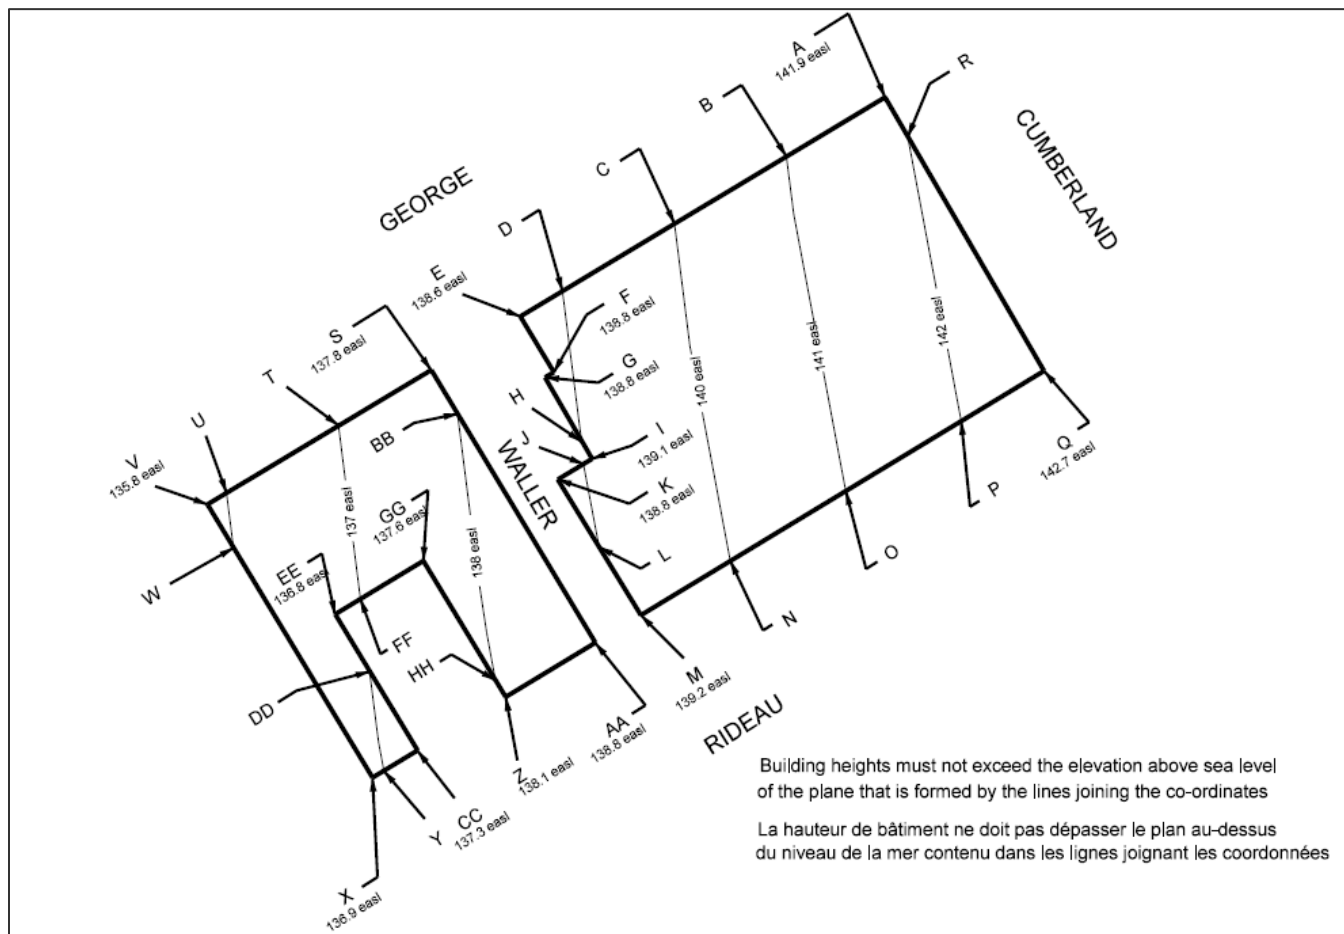 A
141.9 easl
R
B
CUMBERLAND
C
GEORGE
D
E
138.6 easl
F
138.8 easl
S
137.8 easl
G
138.8 easl
142 easl
141 easl
140 easl
T
H
BB
J
I
139.1 easl
WALLER
U
V
135.8 easl
K
138.8 easl
Q
142.7 easl
P
137 easl
GG
137.6 easl
138 easl
L
O
W
EE
136.8 easl
N
FF
HH
M
139.2 easl
DD
RIDEAU
AA
138.8 easl
Z
138.1 easl
CC
137.3 easl
Y
X
136.9 easl
Building heights must not exceed the elevation above sea level
of the plane that is formed by the lines joining the co-ordinates
La hauteur de bâtiment ne doit pas dépasser le plan au-dessus
du niveau de la mer contenu dans les lignes joignant les coordonnées